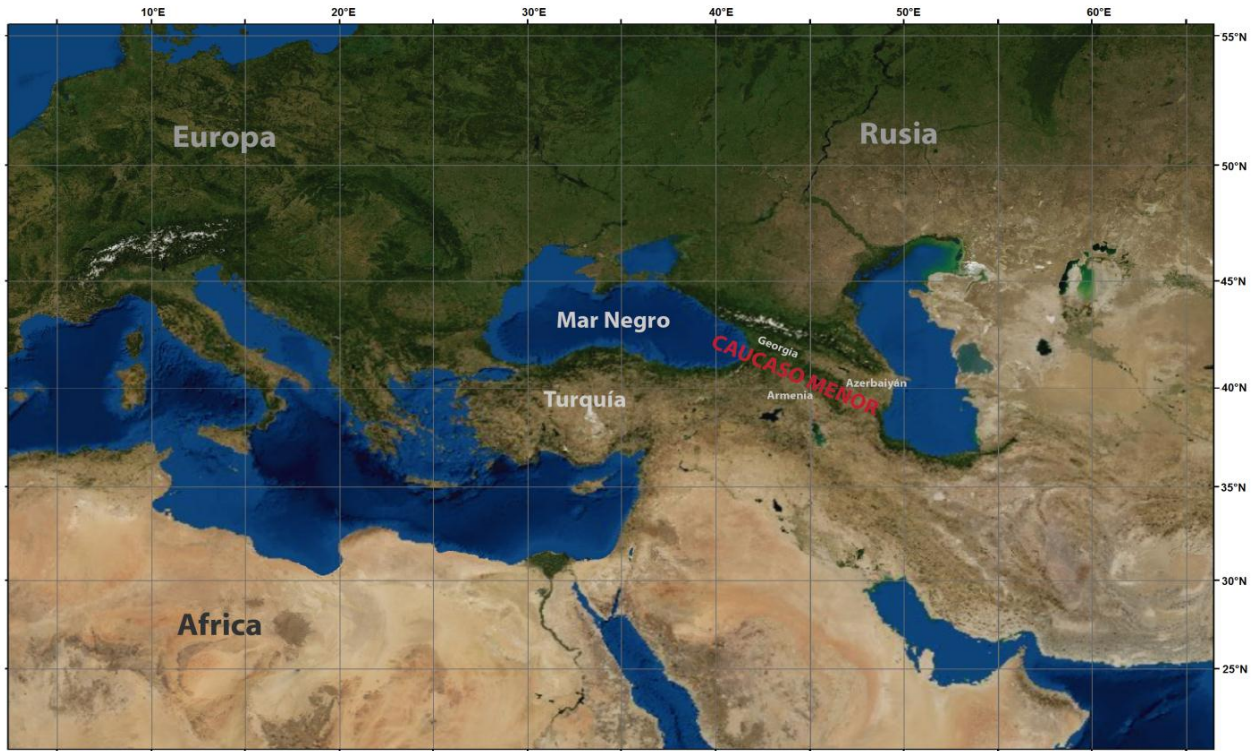 10°E 20°E 30°E 40°E 50°E 60°E
55°N
Europa
Rusia
50°N
45°N
Mar Negro
Georgia
CAUCASO MENOR
Azerbaiyán
40°N
Turquía
Armenia
35°N
30°N
Africa
25°N